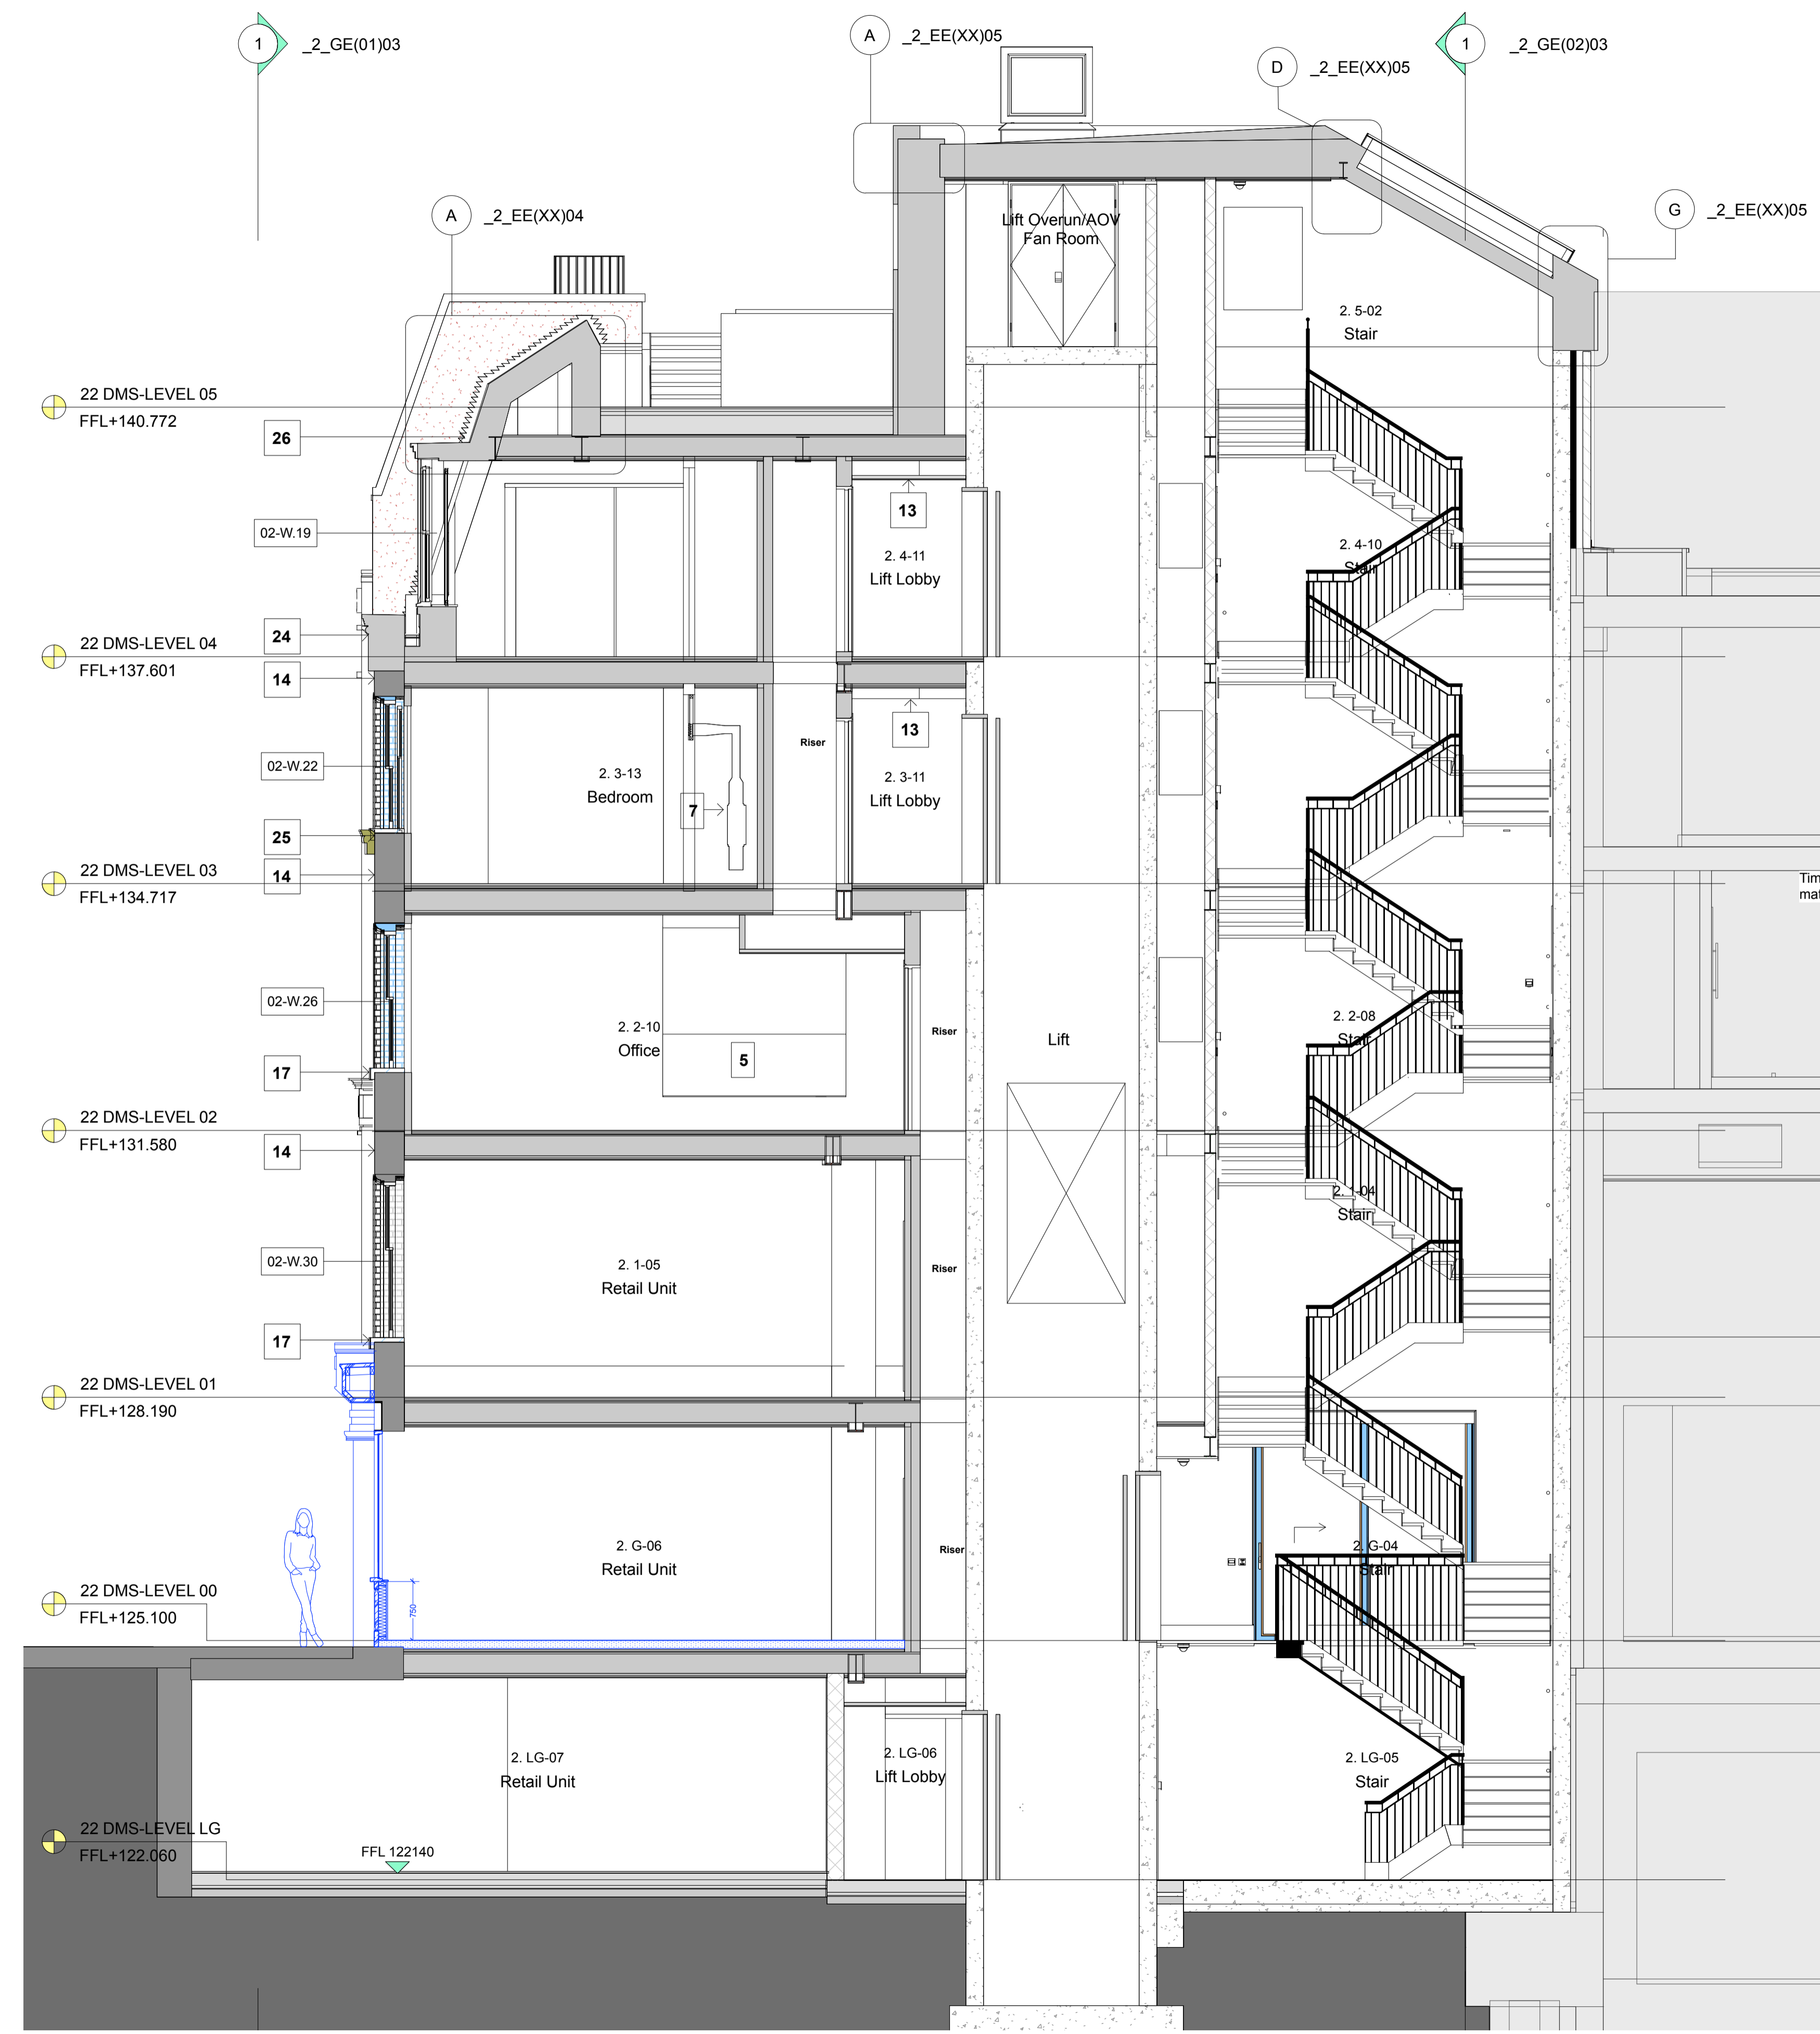 1
_2_GE(01)03
A
_2_EE(XX)05
D
_2_EE(XX)05
1
_2_GE(02)03
A
_2_EE(XX)04
G
_2_EE(XX)05
Lift Overun/AOV
Fan Room
2. 5-02
Stair
22 DMS-LEVEL 05
FFL+140.772
26
13
02-W.19
2. 4-11
Lift Lobby
2. 4-10
Stair
22 DMS-LEVEL 04
FFL+137.601
24
14
13
Riser
02-W.22
2. 3-13
Bedroom
7
2. 3-11
Lift Lobby
25
22 DMS-LEVEL 03
FFL+134.717
14
Tim
mat
02-W.26
2. 2-10
Office
5
Riser
Lift
2. 2-08
Stair
17
22 DMS-LEVEL 02
FFL+131.580
14
2. 1-04
Stair
02-W.30
2. 1-05
Retail Unit
Riser
17
22 DMS-LEVEL 01
FFL+128.190
2. G-06
Retail Unit
Riser
2. G-04
Stair
22 DMS-LEVEL 00
FFL+125.100
750
2. LG-07
Retail Unit
2. LG-06
Lift Lobby
2. LG-05
Stair
22 DMS-LEVEL LG
FFL+122.060
FFL 122140